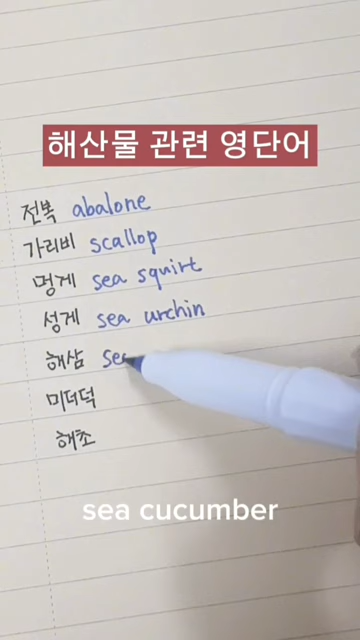 해산물 관련 영단어
전복 abalone
가리비 scallop
멍게 sea squirt
성게 sea urchin
해삼 sea
미더덕
해초
sea cucumber